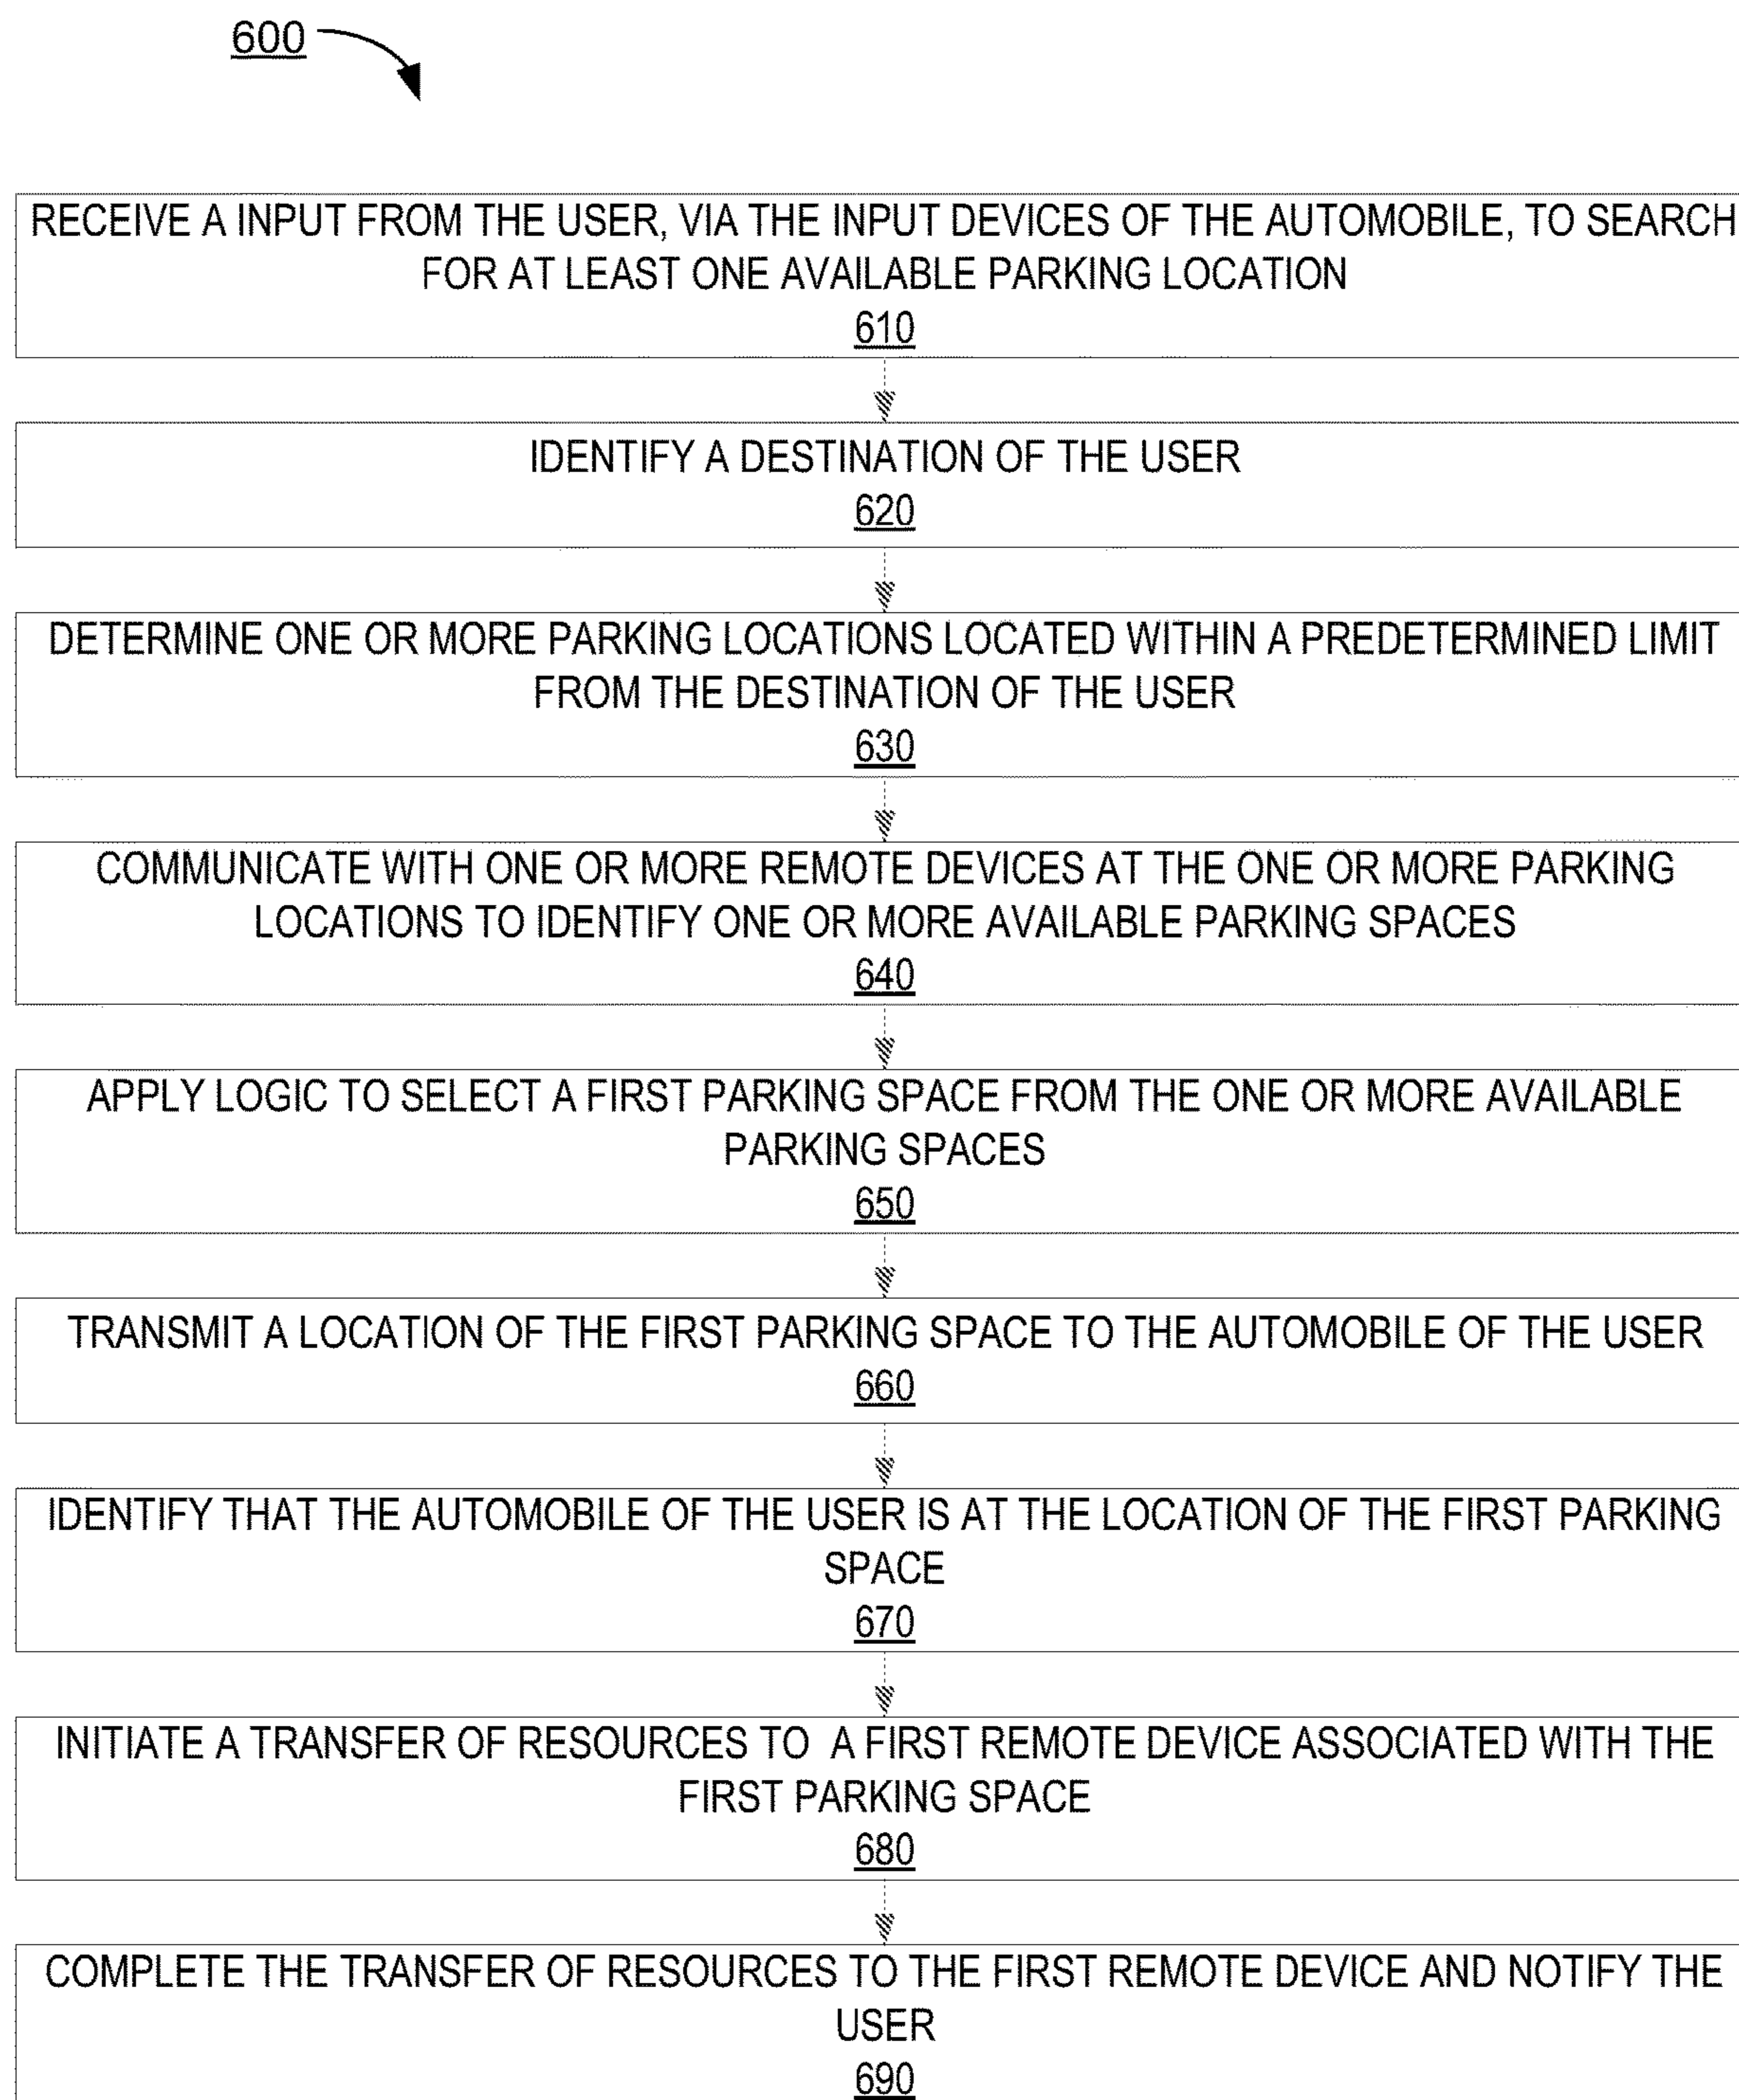 600
RECEIVE A INPUT FROM THE USER, VIA THE INPUT DEVICES OF THE AUTOMOBILE, TO SEARCH
FOR AT LEAST ONE AVAILABLE PARKING LOCATION
610
IDENTIFY A DESTINATION OF THE USER
620
DETERMINE ONE OR MORE PARKING LOCATIONS LOCATED WITHIN A PREDETERMINED LIMIT
FROM THE DESTINATION OF THE USER
630
COMMUNICATE WITH ONE OR MORE REMOTE DEVICES AT THE ONE OR MORE PARKING
LOCATIONS TO IDENTIFY ONE OR MORE AVAILABLE PARKING SPACES
640
APPLY LOGIC TO SELECT A FIRST PARKING SPACE FROM THE ONE OR MORE AVAILABLE
PARKING SPACES
650
TRANSMIT A LOCATION OF THE FIRST PARKING SPACE TO THE AUTOMOBILE OF THE USER
660
IDENTIFY THAT THE AUTOMOBILE OF THE USER IS AT THE LOCATION OF THE FIRST PARKING
SPACE
670
INITIATE A TRANSFER OF RESOURCES TO A FIRST REMOTE DEVICE ASSOCIATED WITH THE
FIRST PARKING SPACE
680
COMPLETE THE TRANSFER OF RESOURCES TO THE FIRST REMOTE DEVICE AND NOTIFY THE
USER
690